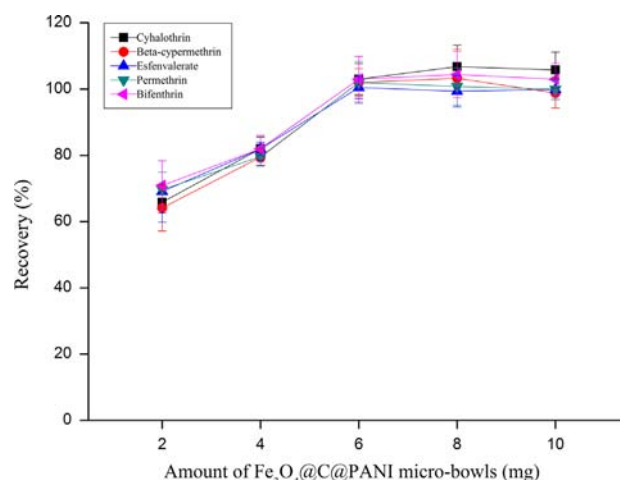 120
100
80
60
40
20
0
Recovery (%)
Cyhalothrin
Beta-cypermethrin
Esfenvalerate
Permethrin
Bifenthrin
2 4 6 8 10
Amount of Fe₃O₄@C@PANI micro-bowls (mg)